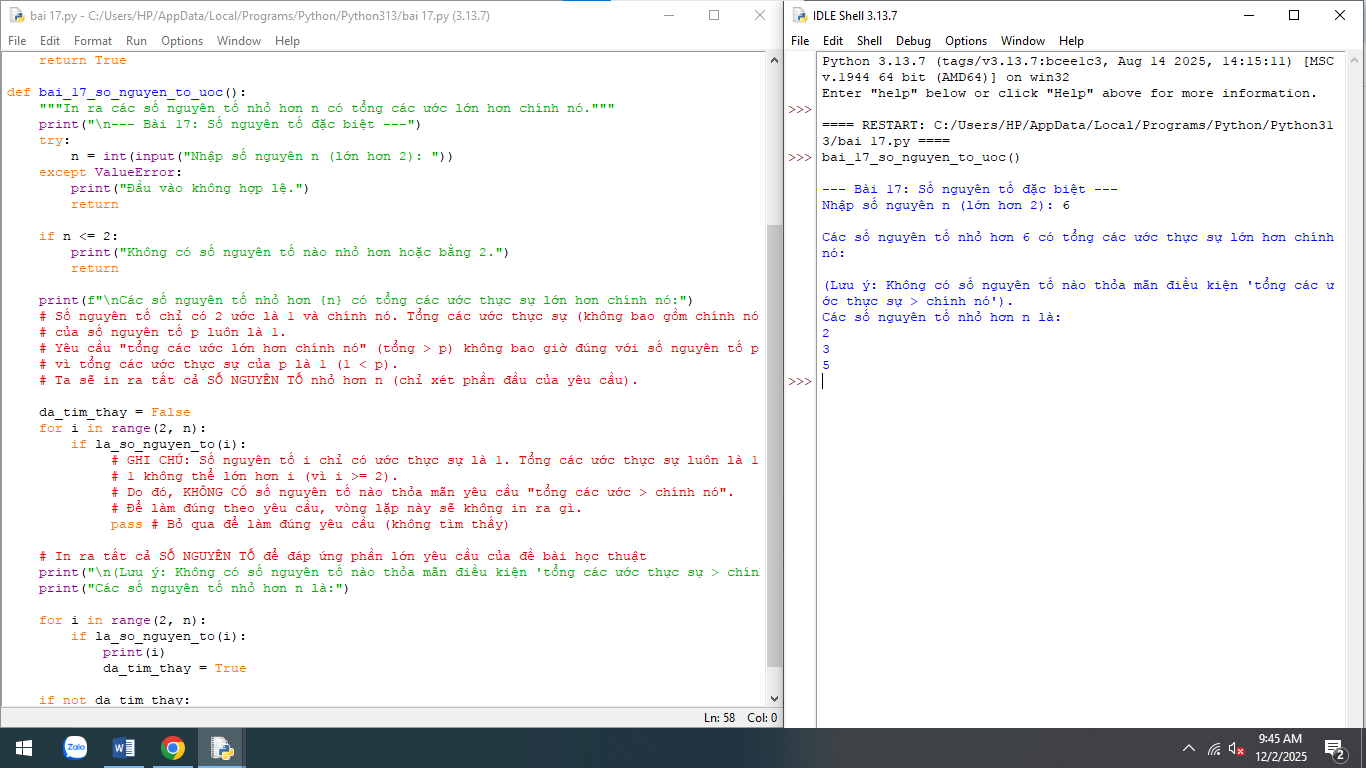 bai 17.py - C:/Users/HP/AppData/Local/Programs/Python/Python313/bai 17.py (3.13.7)
File Edit Format Run Options Window Help
return True
def bai_17_so_nguyen_to_uoc():
"""In ra các số nguyên tố nhỏ hơn n có tổng các ước lớn hơn chính nó."""
print("\n--- Bài 17: Số nguyên tố đặc biệt ---")
try:
n = int(input("Nhập số nguyên n (lớn hơn 2): "))
except ValueError:
print("Đầu vào không hợp lệ.")
return
if n <= 2:
print("Không có số nguyên tố nào nhỏ hơn hoặc bằng 2.")
return
print(f"\nCác số nguyên tố nhỏ hơn {n} có tổng các ước thực sự lớn hơn chính nó:")
# Số nguyên tố chỉ có 2 ước là 1 và chính nó. Tổng các ước thực sự (không bao gồm chính nó
# của số nguyên tố p luôn là 1.
# Yêu cầu "tổng các ước lớn hơn chính nó" (tổng > p) không bao giờ đúng với số nguyên tố p
# vì tổng các ước thực sự của p là 1 (1 < p).
# Ta sẽ in ra tất cả SỐ NGUYÊN TỐ nhỏ hơn n (chỉ xét phần đầu của yêu cầu).
da_tim_thay = False
for i in range(2, n):
if la_so_nguyen_to(i):
# GHI CHÚ: Số nguyên tố i chỉ có ước thực sự là 1. Tổng các ước thực sự luôn là 1
# 1 không thể lớn hơn i (vì i >= 2).
# Do đó, KHÔNG CÓ số nguyên tố nào thỏa mãn yêu cầu "tổng các ước > chính nó".
# Để làm đúng theo yêu cầu, vòng lặp này sẽ không in ra gì.
pass # Bỏ qua để làm đúng yêu cầu (không tìm thấy)
# In ra tất cả SỐ NGUYÊN TỐ để đáp ứng phần lớn yêu cầu của đề bài học thuật
print("\n(Lưu ý: Không có số nguyên tố nào thỏa mãn điều kiện 'tổng các ước thực sự > chín
print("Các số nguyên tố nhỏ hơn n là:")
for i in range(2, n):
if la_so_nguyen_to(i):
print(i)
da_tim_thay = True
if not da_tim_thay:
Ln: 58 Col: 0
IDLE Shell 3.13.7
File Edit Shell Debug Options Window Help
Python 3.13.7 (tags/v3.13.7:bcee1c3, Aug 14 2025, 14:15:11) [MSC
v.1944 64 bit (AMD64)] on win32
Enter "help" below or click "Help" above for more information.
>>>
==== RESTART: C:/Users/HP/AppData/Local/Programs/Python/Python31
3/bai 17.py ====
>>> bai_17_so_nguyen_to_uoc()
--- Bài 17: Số nguyên tố đặc biệt ---
Nhập số nguyên n (lớn hơn 2): 6
Các số nguyên tố nhỏ hơn 6 có tổng các ước thực sự lớn hơn chính
nó:
(Lưu ý: Không có số nguyên tố nào thỏa mãn điều kiện 'tổng các ư
ớc thực sự > chính nó').
Các số nguyên tố nhỏ hơn n là:
2
3
5
>>>
Zalo
9:45 AM
12/2/2025
2